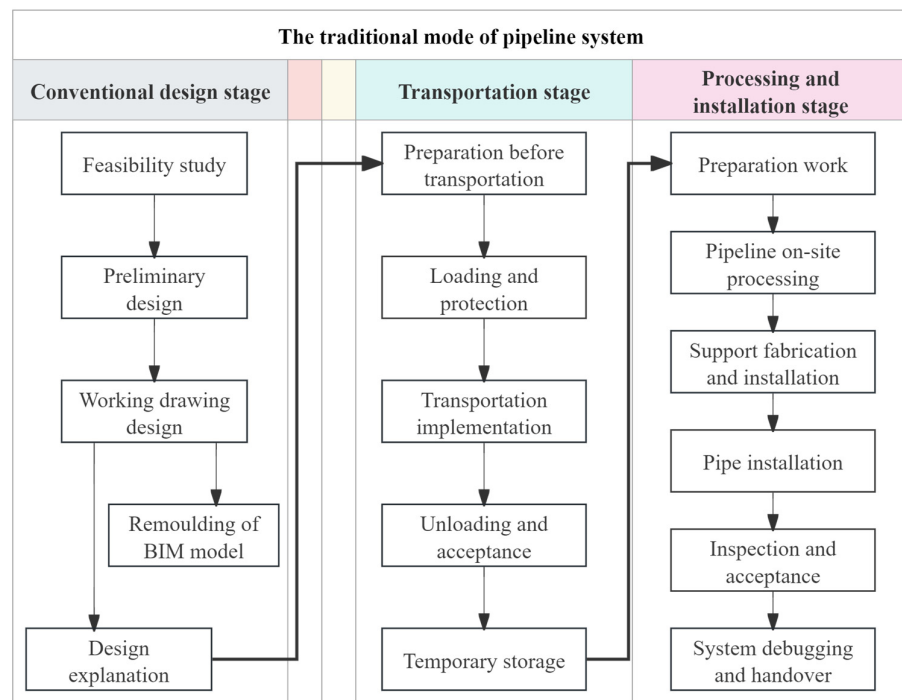 The traditional mode of pipeline system
Conventional design stage
Transportation stage
Processing and
installation stage
Feasibility study
Preliminary
design
Working drawing
design
Remoulding of
BIM model
Design
explanation
Preparation before
transportation
Loading and
protection
Transportation
implementation
Unloading and
acceptance
Temporary storage
Preparation work
Pipeline on-site
processing
Support fabrication
and installation
Pipe installation
Inspection and
acceptance
System debugging
and handover